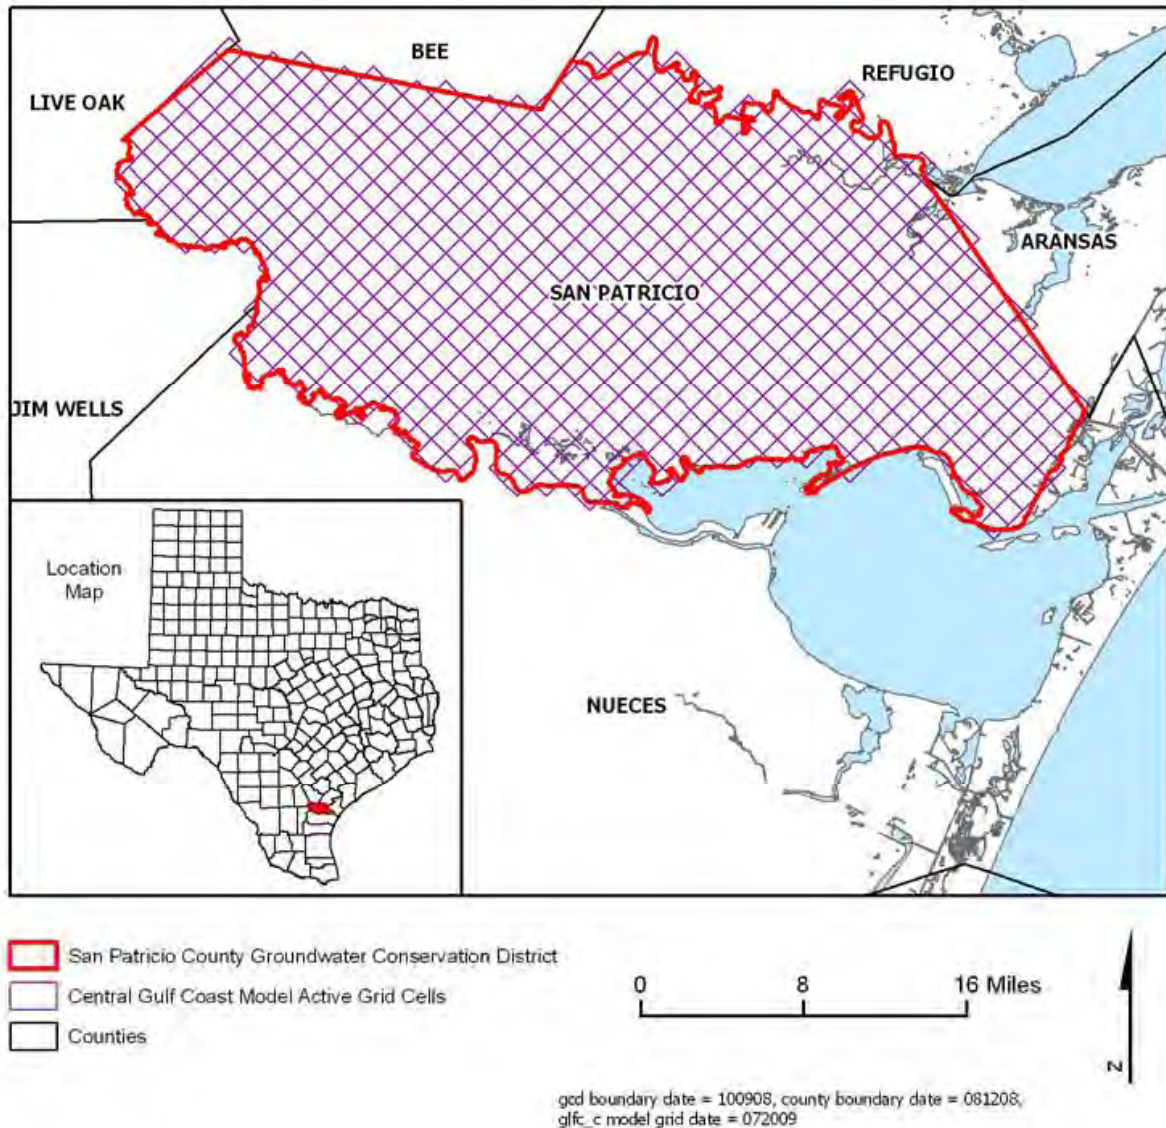 BEE
REFUGIO
LIVE OAK
ARANSAS
SAN PATRICIO
JIM WELLS
Location
Map
NUECES
San Patricio County Groundwater Conservation District
Central Gulf Coast Model Active Grid Cells
Counties
0 8 16 Miles
N
gcd boundary date = 100908, county boundary date = 081208,
glfc_c model grid date = 072009